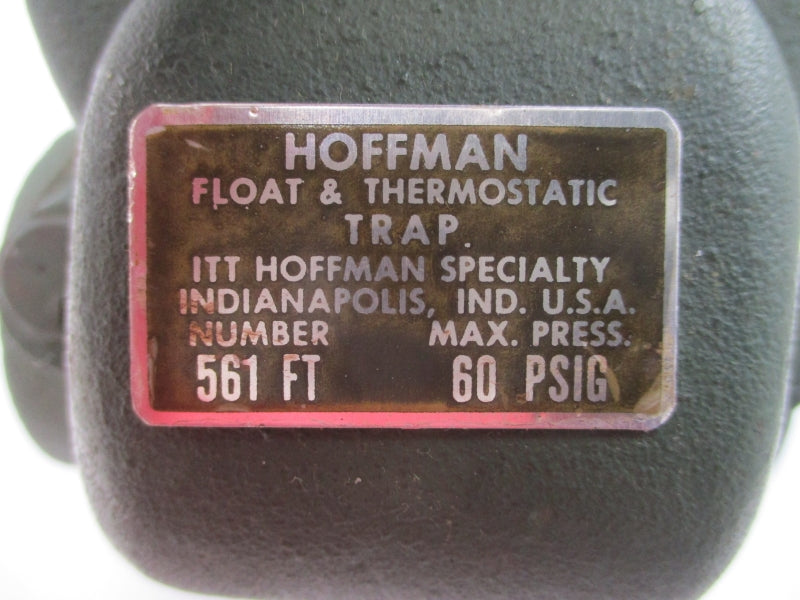 HOFFMAN
FLOAT & THERMOSTATIC
TRAP.
ITT HOFFMAN SPECIALTY
INDIANAPOLIS, IND. U.S.A.
NUMBER MAX. PRESS.
561 FT 60 PSIG